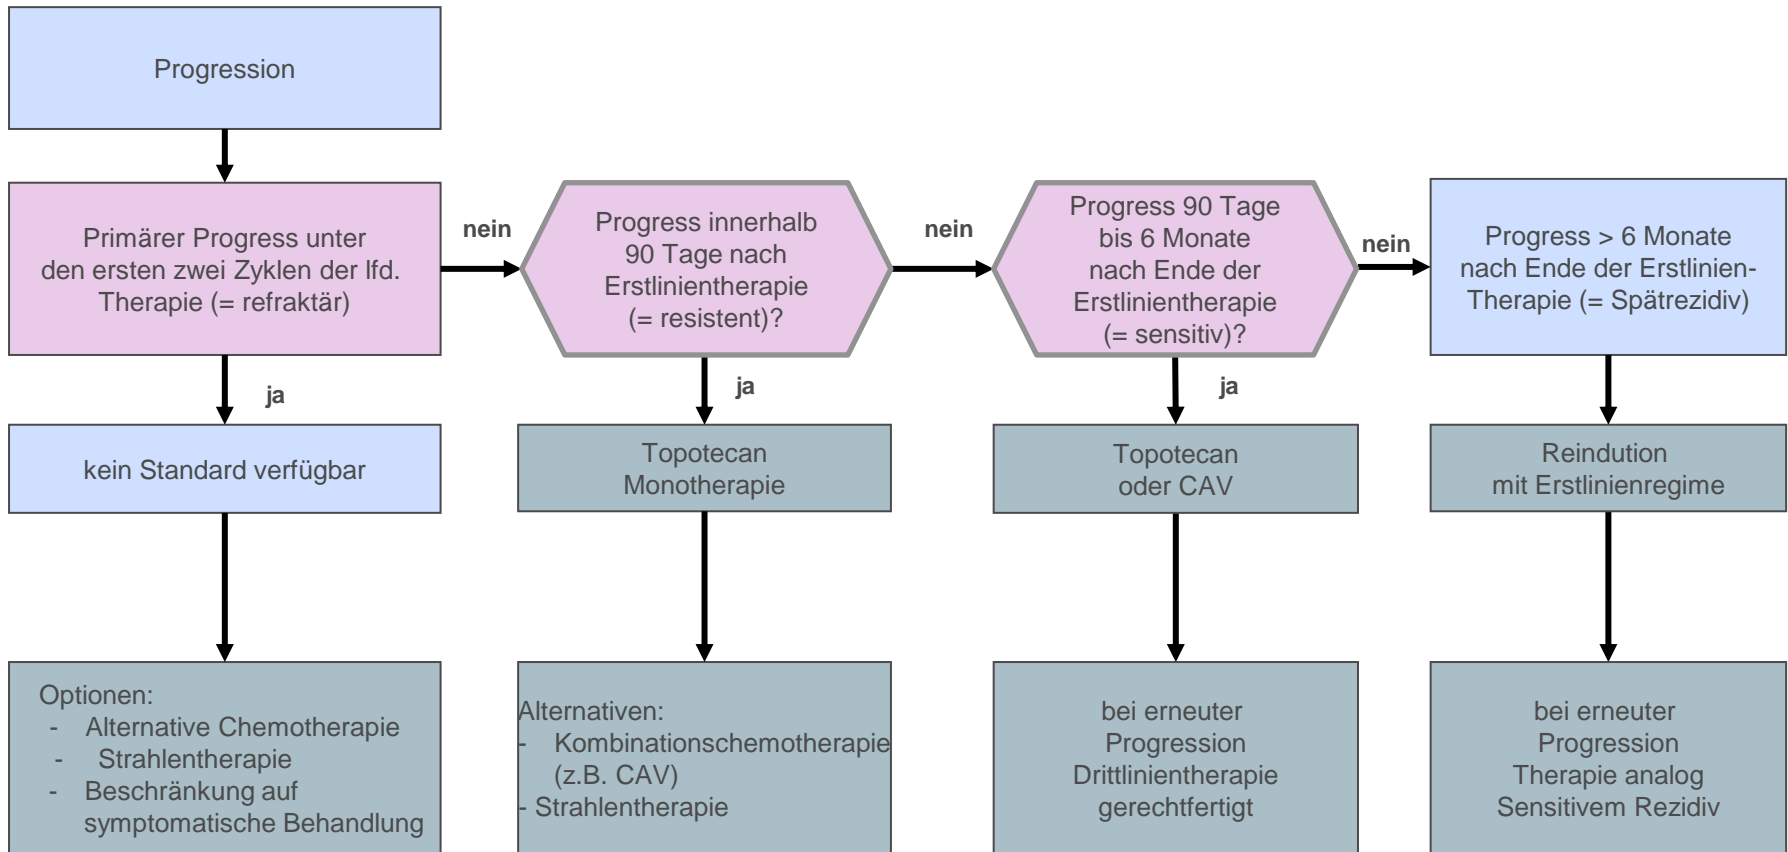 Progression
Primärer Progress unter
den ersten zwei Zyklen der lfd.
Therapie (= refraktär)
nein
Progress innerhalb
90 Tage nach
Erstlinientherapie
(= resistent)?
nein
Progress 90 Tage
bis 6 Monate
nach Ende der
Erstlinientherapie
(= sensitiv)?
nein
Progress > 6 Monate
nach Ende der Erstlinien-
Therapie (= Spätrezidiv)
ja
ja
ja
kein Standard verfügbar
Topotecan
Monotherapie
Topotecan
oder CAV
Reindution
mit Erstlinienregime
Optionen:
- Alternative Chemotherapie
- Strahlentherapie
- Beschränkung auf
symptomatische Behandlung
Alternativen:
- Kombinationschemotherapie
(z.B. CAV)
- Strahlentherapie
bei erneuter
Progression
Drittlinientherapie
gerechtfertigt
bei erneuter
Progression
Therapie analog
Sensitivem Rezidiv